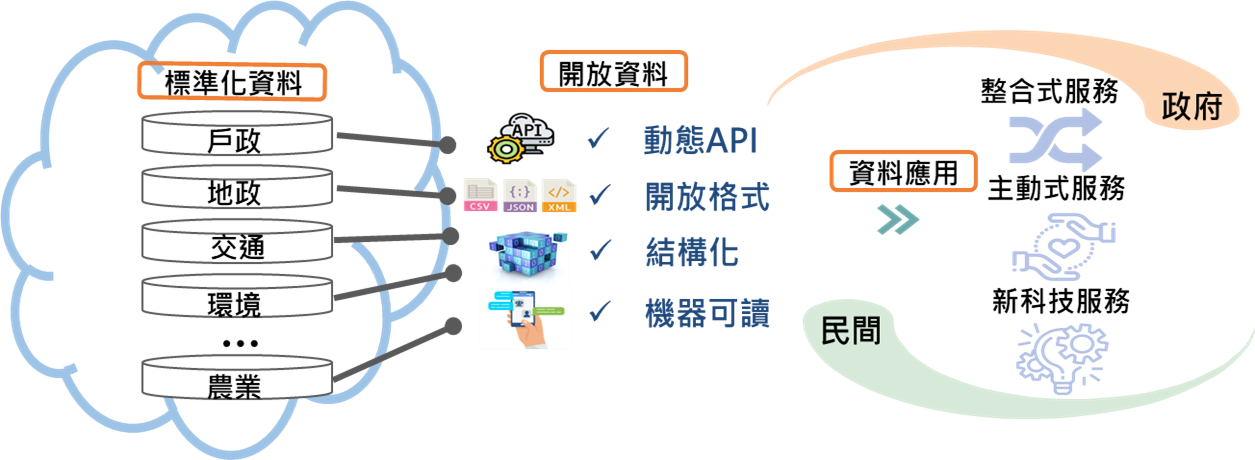 標準化資料
戶政
地政
交通
環境
...
農業
開放資料
API
動態API
CSV
{:}
JSON
</>
XML
開放格式
結構化
機器可讀
資料應用
整合式服務
主動式服務
新科技服務
政府
民間